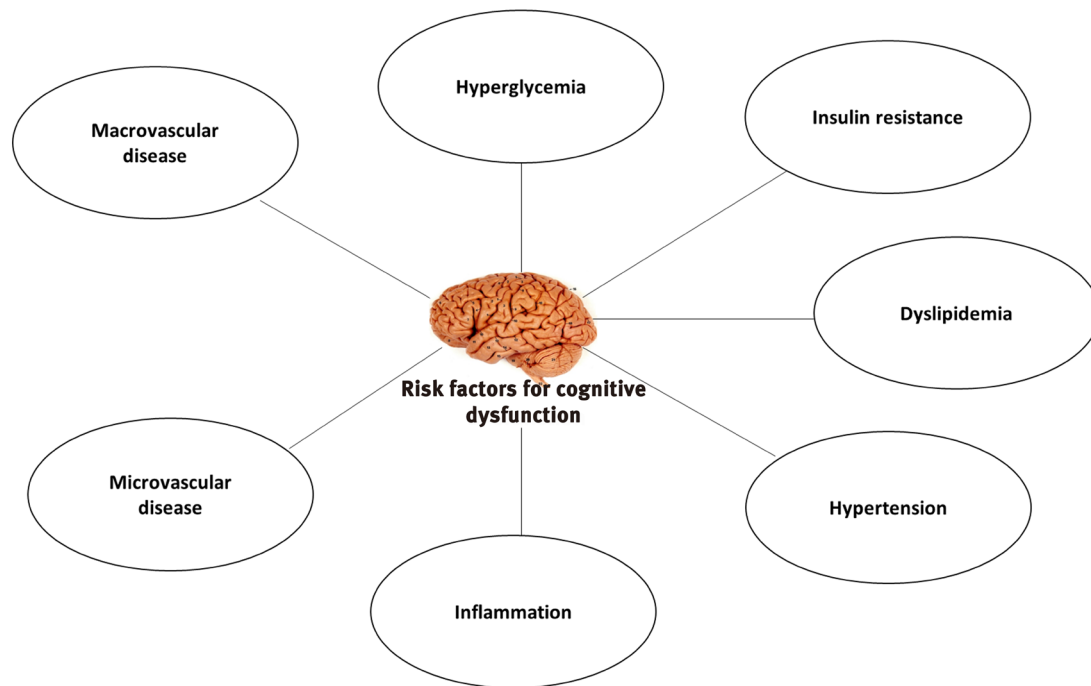 Hyperglycemia
Insulin resistance
Macrovascular
disease
Dyslipidemia
Risk factors for cognitive
dysfunction
Microvascular
disease
Hypertension
Inflammation